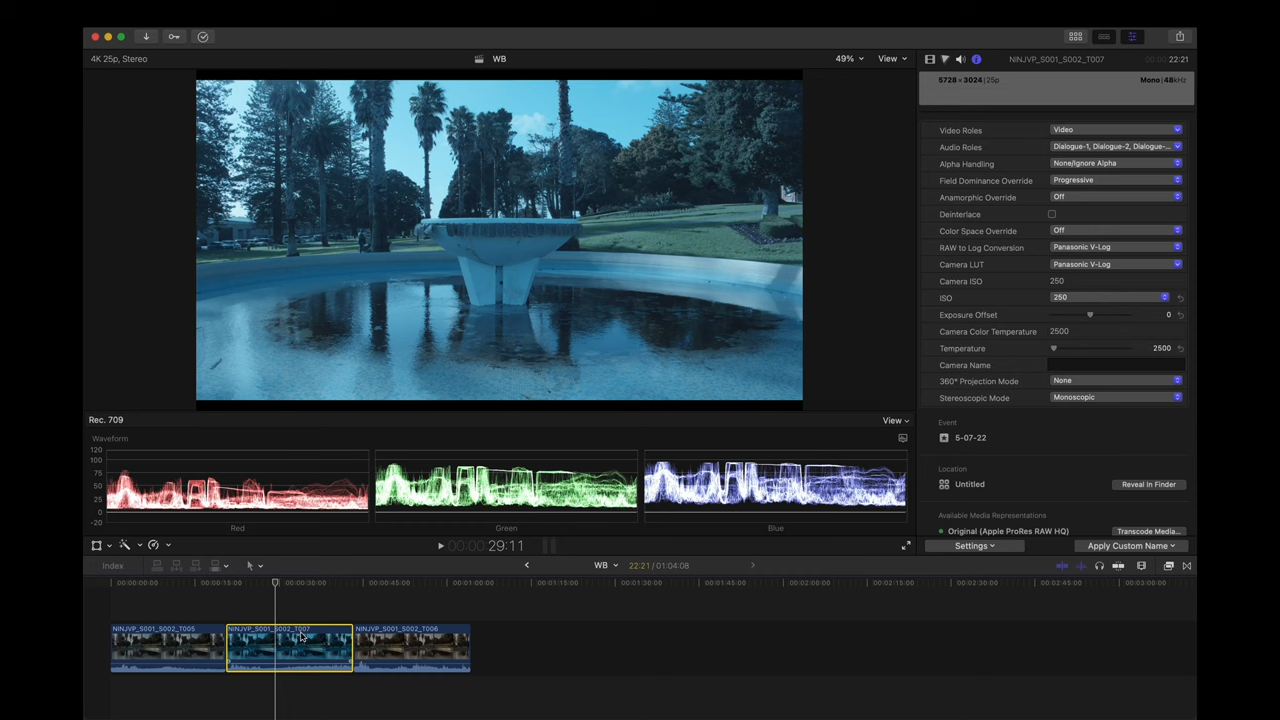 4K 25p, Stereo
WB
49%
View
NINJVP_S001_S002_T007
00:00 22:21
5728 × 3024 | 25p
Mono | 48kHz
Video Roles
Video
Audio Roles
Dialogue-1, Dialogue-2, Dialogue-...
Alpha Handling
None/Ignore Alpha
Field Dominance Override
Progressive
Anamorphic Override
Off
Deinterlace
Color Space Override
Off
RAW to Log Conversion
Panasonic V-Log
Camera LUT
Panasonic V-Log
Camera ISO
250
ISO
250
Exposure Offset
0
Camera Color Temperature
2500
Temperature
2500
Camera Name
360° Projection Mode
None
Stereoscopic Mode
Monoscopic
Event
5-07-22
Location
Untitled
Reveal In Finder
Available Media Representations
Original (Apple ProRes RAW HQ)
Transcode Media...
Settings
Apply Custom Name
Rec. 709
View
Waveform
120
100
75
50
25
0
-20
Red
Green
Blue
00:00 29:11
Index
WB
22:21 / 01:04:08
00:00:00:00
00:00:15:00
00:00:30:00
00:00:45:00
00:01:00:00
00:01:15:00
00:01:30:00
00:01:45:00
00:02:00:00
00:02:15:00
00:02:30:00
00:02:45:00
00:03:00:00
NINJVP_S001_S002_T005
NINJVP_S001_S002_T007
NINJVP_S001_S002_T006